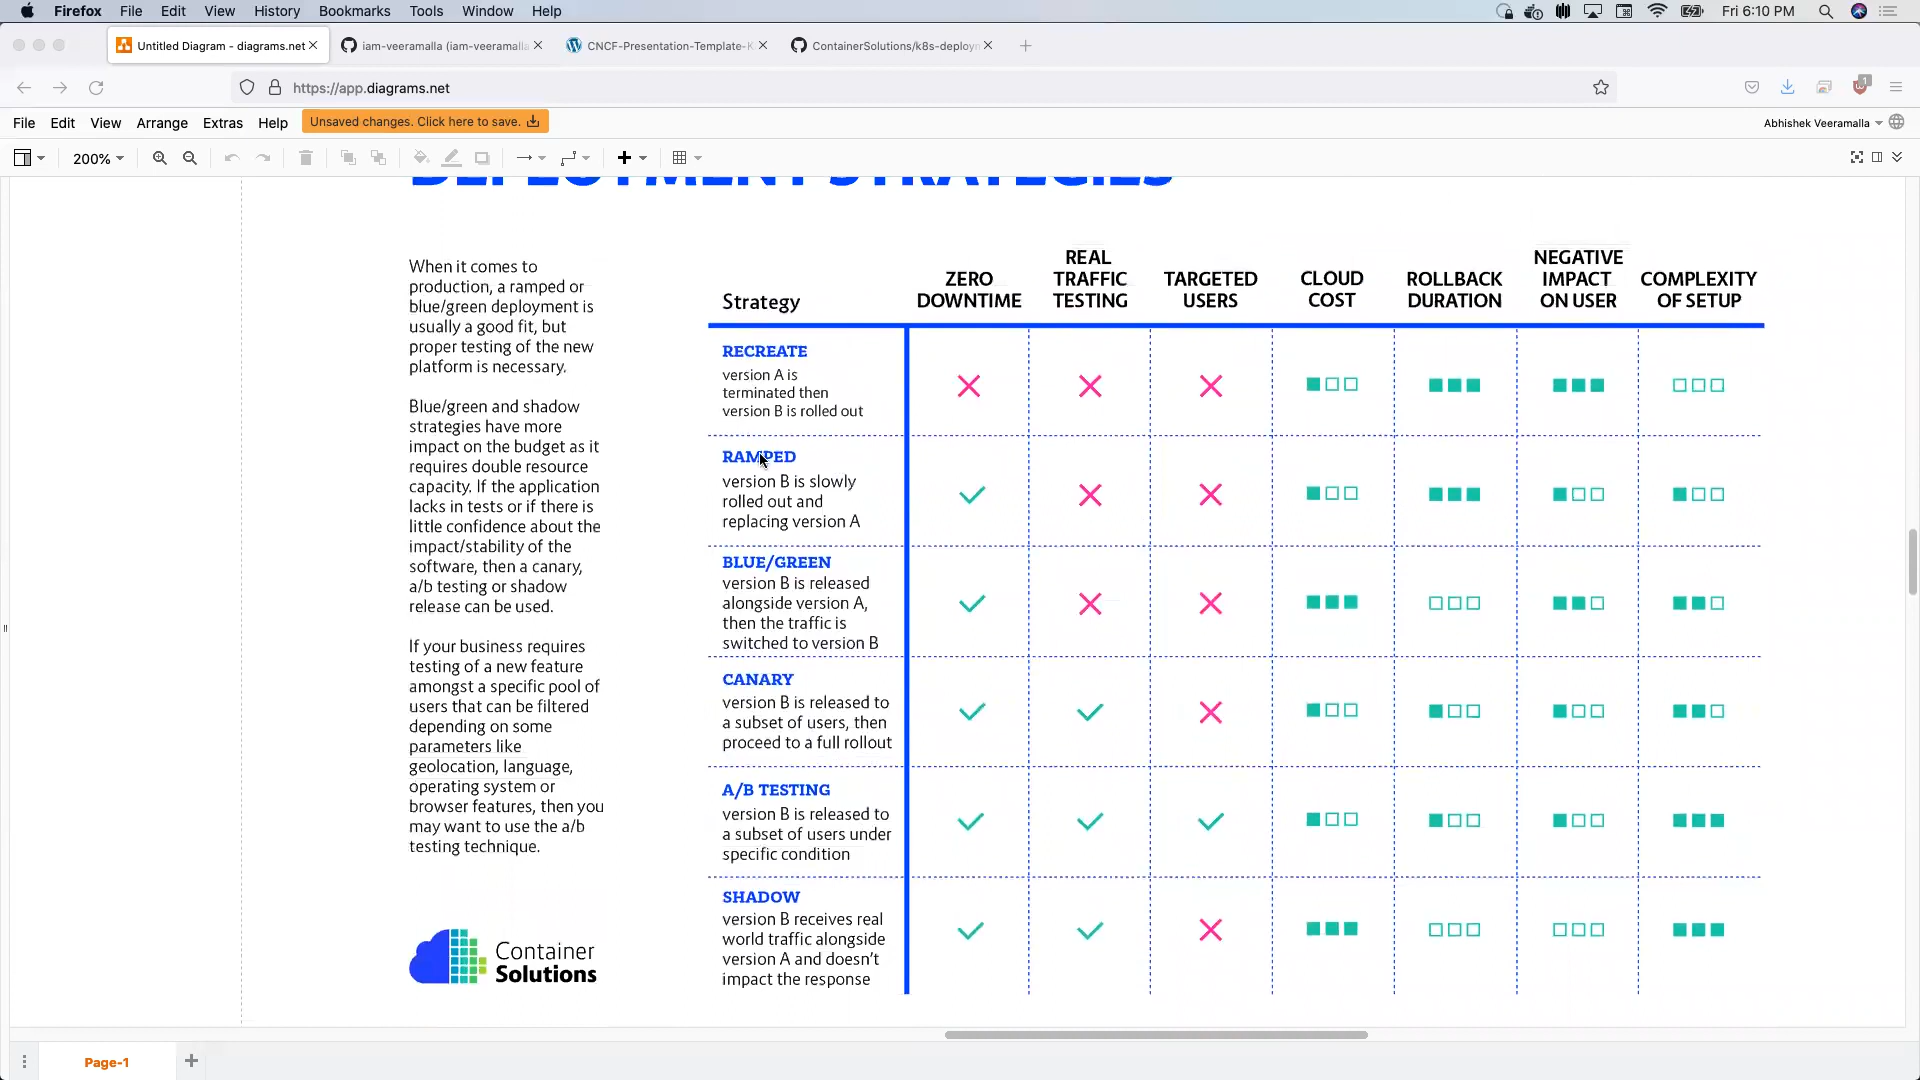 Firefox File Edit View History Bookmarks Tools Window Help Fri 6:10 PM
Untitled Diagram - diagrams.net
iam-veeramalla (iam-veeramalla
CNCF-Presentation-Template-K
ContainerSolutions/k8s-deploym
https://app.diagrams.net
1
File Edit View Arrange Extras Help Unsaved changes. Click here to save. Abhishek Veeramalla
200%
DEPLOYMENT STRATEGIES
When it comes to
production, a ramped or
blue/green deployment is
usually a good fit, but
proper testing of the new
platform is necessary.
Blue/green and shadow
strategies have more
impact on the budget as it
requires double resource
capacity. If the application
lacks in tests or if there is
little confidence about the
impact/stability of the
software, then a canary,
a/b testing or shadow
release can be used.
If your business requires
testing of a new feature
amongst a specific pool of
users that can be filtered
depending on some
parameters like
geolocation, language,
operating system or
browser features, then you
may want to use the a/b
testing technique.
Container
Solutions
Strategy
ZERO
DOWNTIME
REAL
TRAFFIC
TESTING
TARGETED
USERS
CLOUD
COST
ROLLBACK
DURATION
NEGATIVE
IMPACT
ON USER
COMPLEXITY
OF SETUP
RECREATE
version A is
terminated then
version B is rolled out
RAMPED
version B is slowly
rolled out and
replacing version A
BLUE/GREEN
version B is released
alongside version A,
then the traffic is
switched to version B
CANARY
version B is released to
a subset of users, then
proceed to a full rollout
A/B TESTING
version B is released to
a subset of users under
specific condition
SHADOW
version B receives real
world traffic alongside
version A and doesn't
impact the response
Page-1